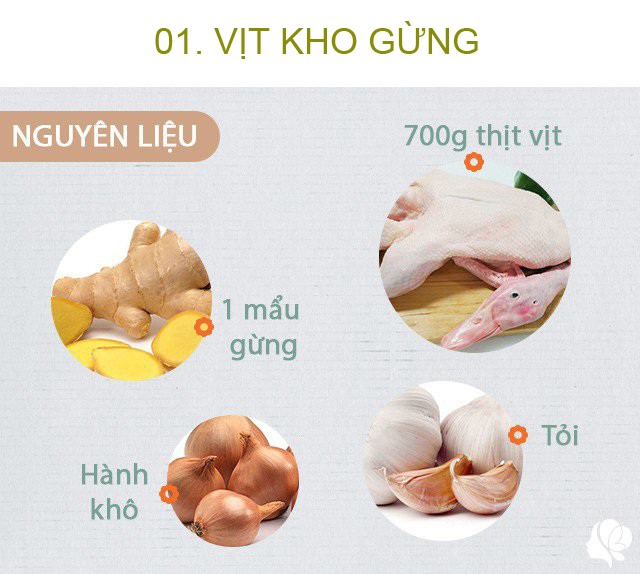 01. VỊT KHO GỪNG
NGUYÊN LIỆU
700g thịt vịt
1 mẩu
gừng
Tỏi
Hành
khô